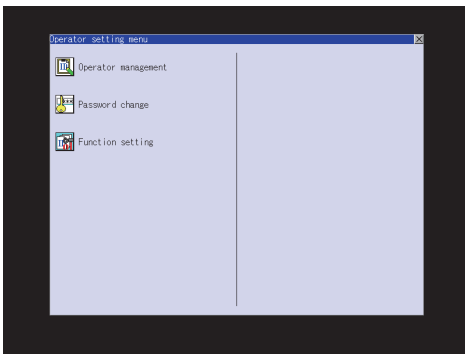 Operator setting menu
Operator management
Password change
Function setting